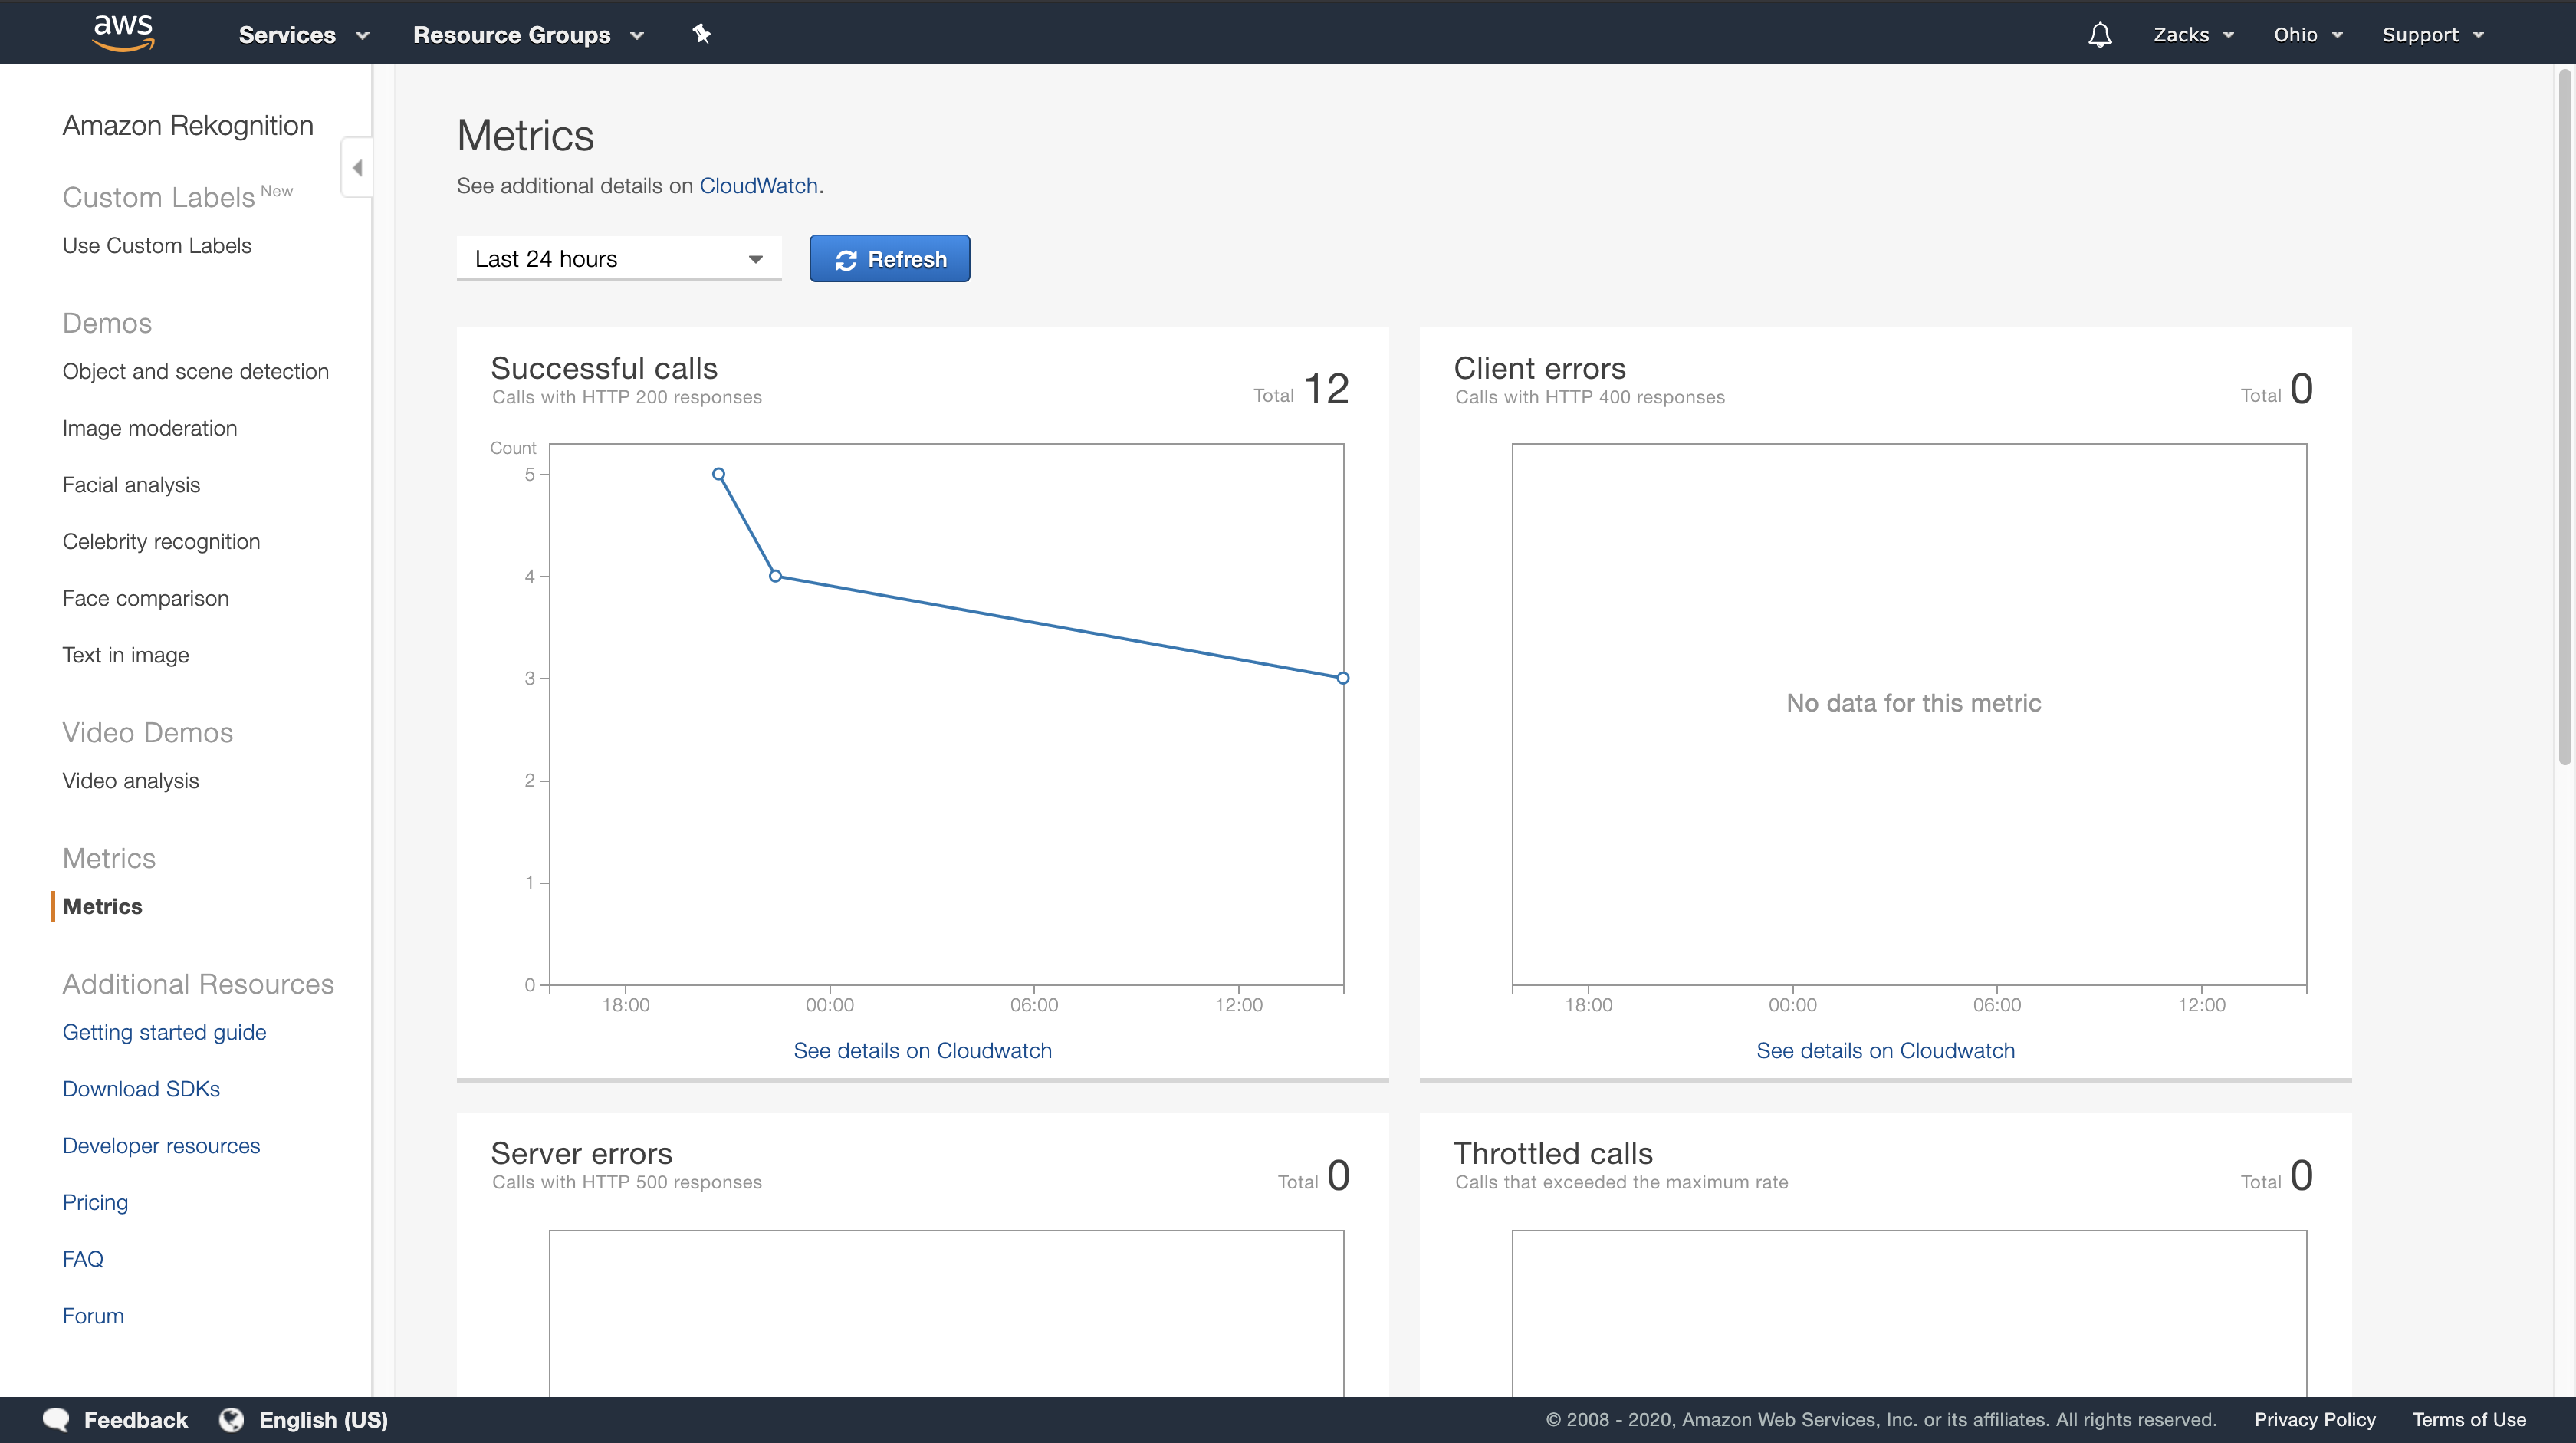 aws Services Resource Groups Zacks Ohio Support
Amazon Rekognition
Custom Labels New
Use Custom Labels
Demos
Object and scene detection
Image moderation
Facial analysis
Celebrity recognition
Face comparison
Text in image
Video Demos
Video analysis
Metrics
Metrics
Additional Resources
Getting started guide
Download SDKs
Developer resources
Pricing
FAQ
Forum
Metrics
See additional details on CloudWatch.
Last 24 hours Refresh
Successful calls
Calls with HTTP 200 responses
Total 12
Count
5
4
3
2
1
0
18:00 00:00 06:00 12:00
See details on Cloudwatch
Client errors
Calls with HTTP 400 responses
Total 0
No data for this metric
18:00 00:00 06:00 12:00
See details on Cloudwatch
Server errors
Calls with HTTP 500 responses
Total 0
Throttled calls
Calls that exceeded the maximum rate
Total 0
Feedback English (US) © 2008 - 2020, Amazon Web Services, Inc. or its affiliates. All rights reserved. Privacy Policy Terms of Use